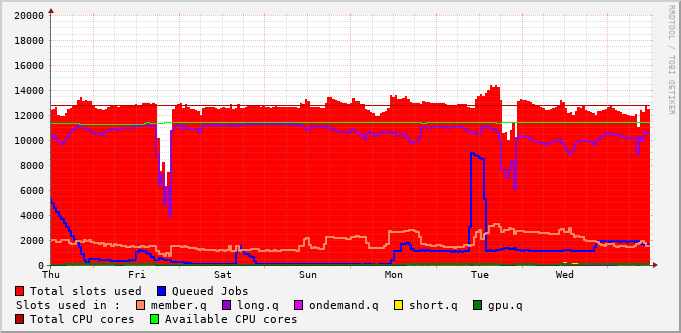 20000
18000
16000
14000
12000
10000
8000
6000
4000
2000
0
Thu Fri Sat Sun Mon Tue Wed
RRDTOOL / TOBI OETIKER
Total slots used Queued Jobs
Slots used in : member.q long.q ondemand.q short.q gpu.q
Total CPU cores Available CPU cores